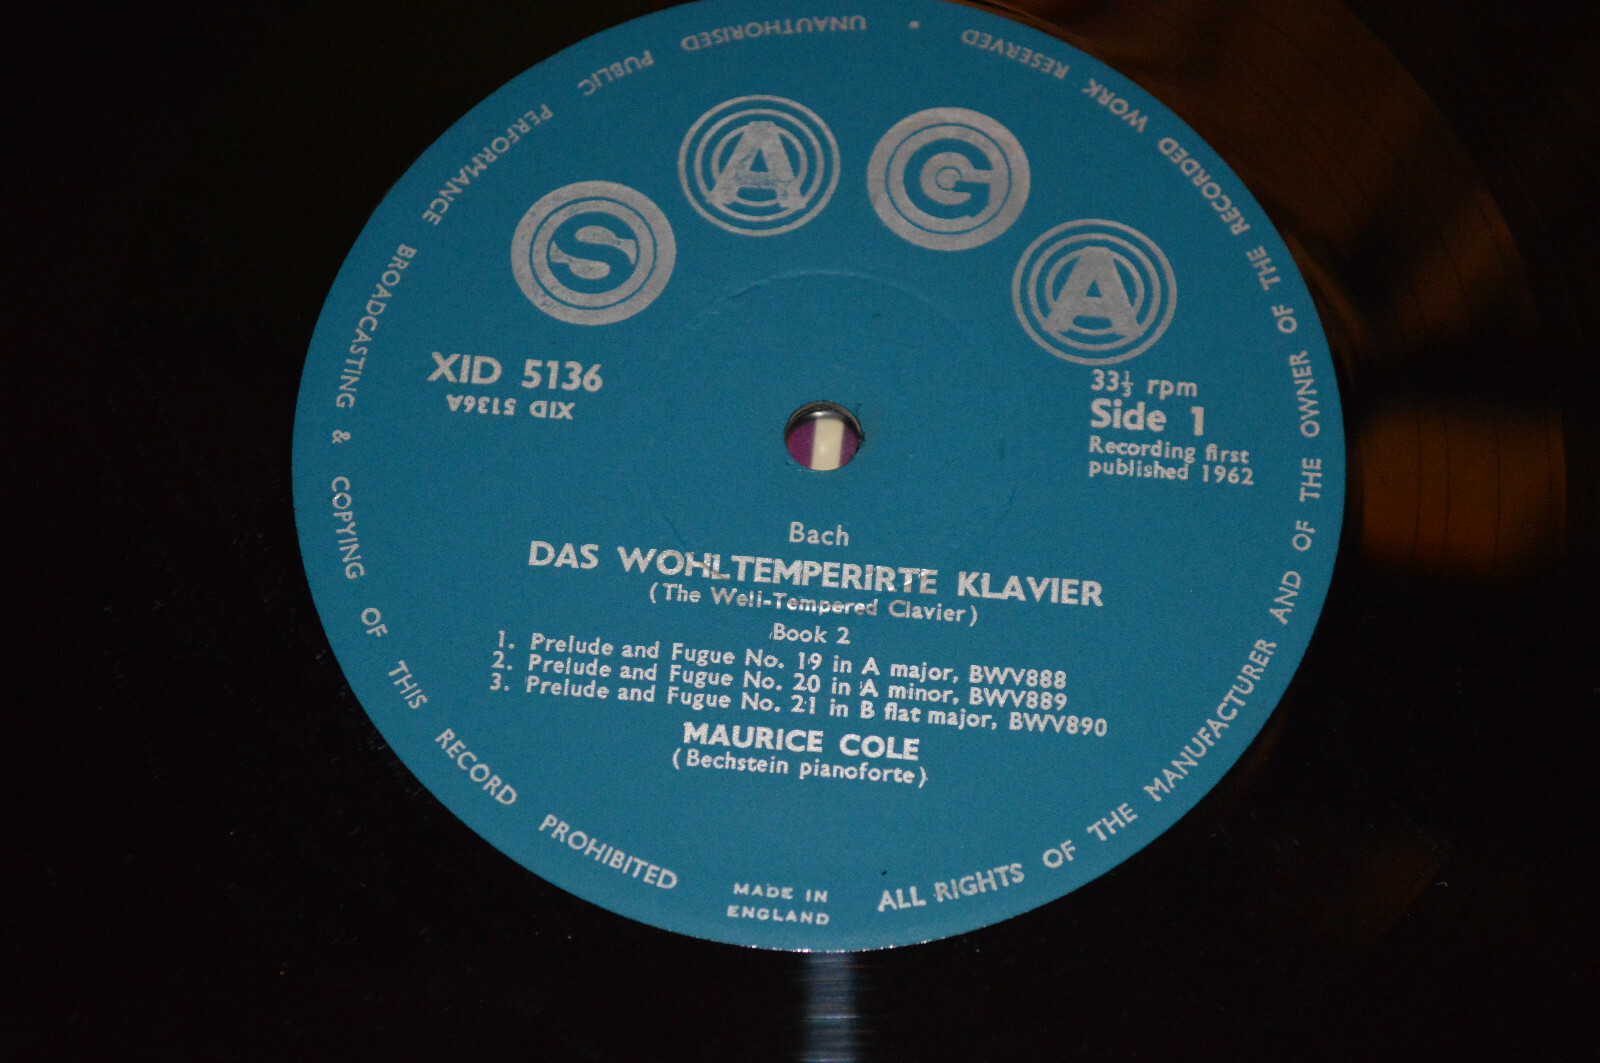 SAGA
XID 5136
XID 5136A
33⅓ rpm
Side 1
Recording first
published 1962
Bach
DAS WOHLTEMPERIRTE KLAVIER
(The Well-Tempered Clavier)
Book 2
1. Prelude and Fugue No. 19 in A major, BWV888
2. Prelude and Fugue No. 20 in A minor, BWV889
3. Prelude and Fugue No. 21 in B flat major, BWV890
MAURICE COLE
(Bechstein pianoforte)
MADE IN
ENGLAND
ALL RIGHTS OF THE MANUFACTURER AND OF THE OWNER OF THE RECORDED WORK RESERVED • UNAUTHORISED PUBLIC PERFORMANCE BROADCASTING & COPYING OF THIS RECORD PROHIBITED